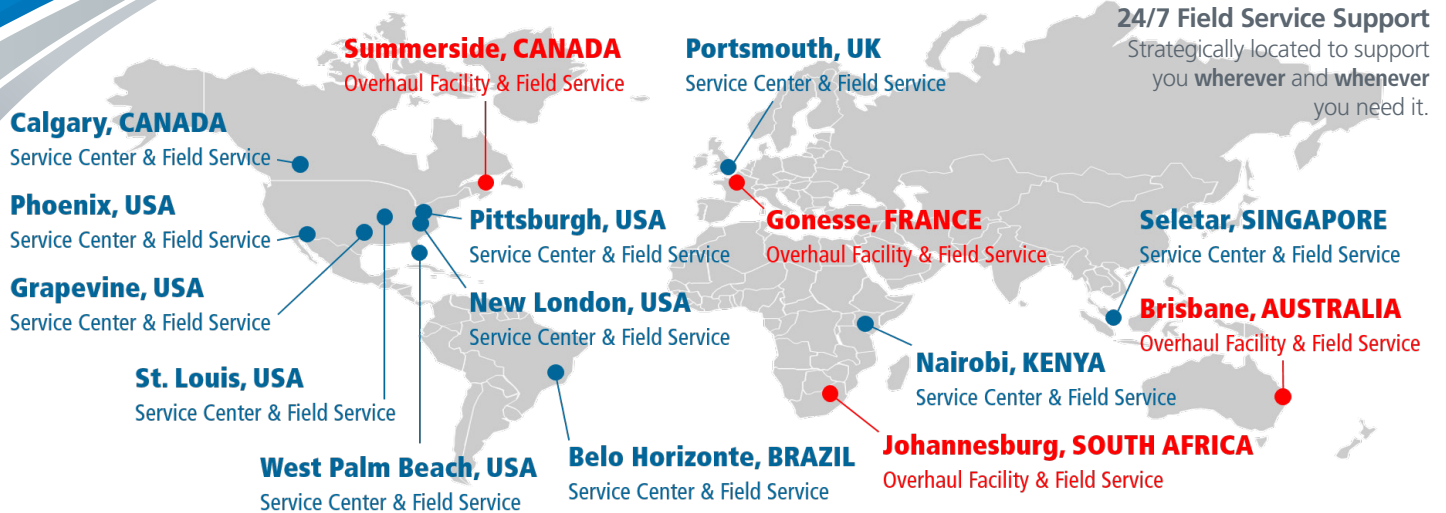 24/7 Field Service Support
Strategically located to support
you wherever and whenever
you need it.
Summerside, CANADA
Overhaul Facility & Field Service
Portsmouth, UK
Service Center & Field Service
Calgary, CANADA
Service Center & Field Service
Phoenix, USA
Service Center & Field Service
Pittsburgh, USA
Service Center & Field Service
Gonesse, FRANCE
Overhaul Facility & Field Service
Seletar, SINGAPORE
Service Center & Field Service
Grapevine, USA
Service Center & Field Service
New London, USA
Service Center & Field Service
Brisbane, AUSTRALIA
Overhaul Facility & Field Service
Nairobi, KENYA
Service Center & Field Service
St. Louis, USA
Service Center & Field Service
Johannesburg, SOUTH AFRICA
Overhaul Facility & Field Service
Belo Horizonte, BRAZIL
Service Center & Field Service
West Palm Beach, USA
Service Center & Field Service